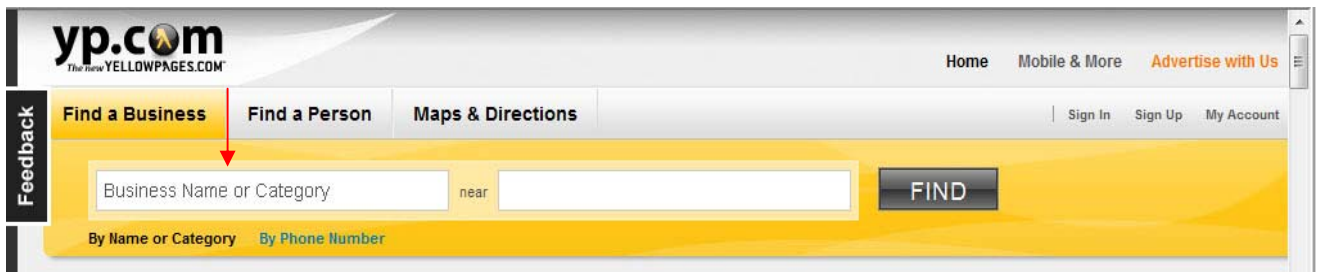 yp.com
The new YELLOWPAGES.COM
Home Mobile & More Advertise with Us
Feedback
Find a Business Find a Person Maps & Directions Sign In Sign Up My Account
Business Name or Category near FIND
By Name or Category By Phone Number